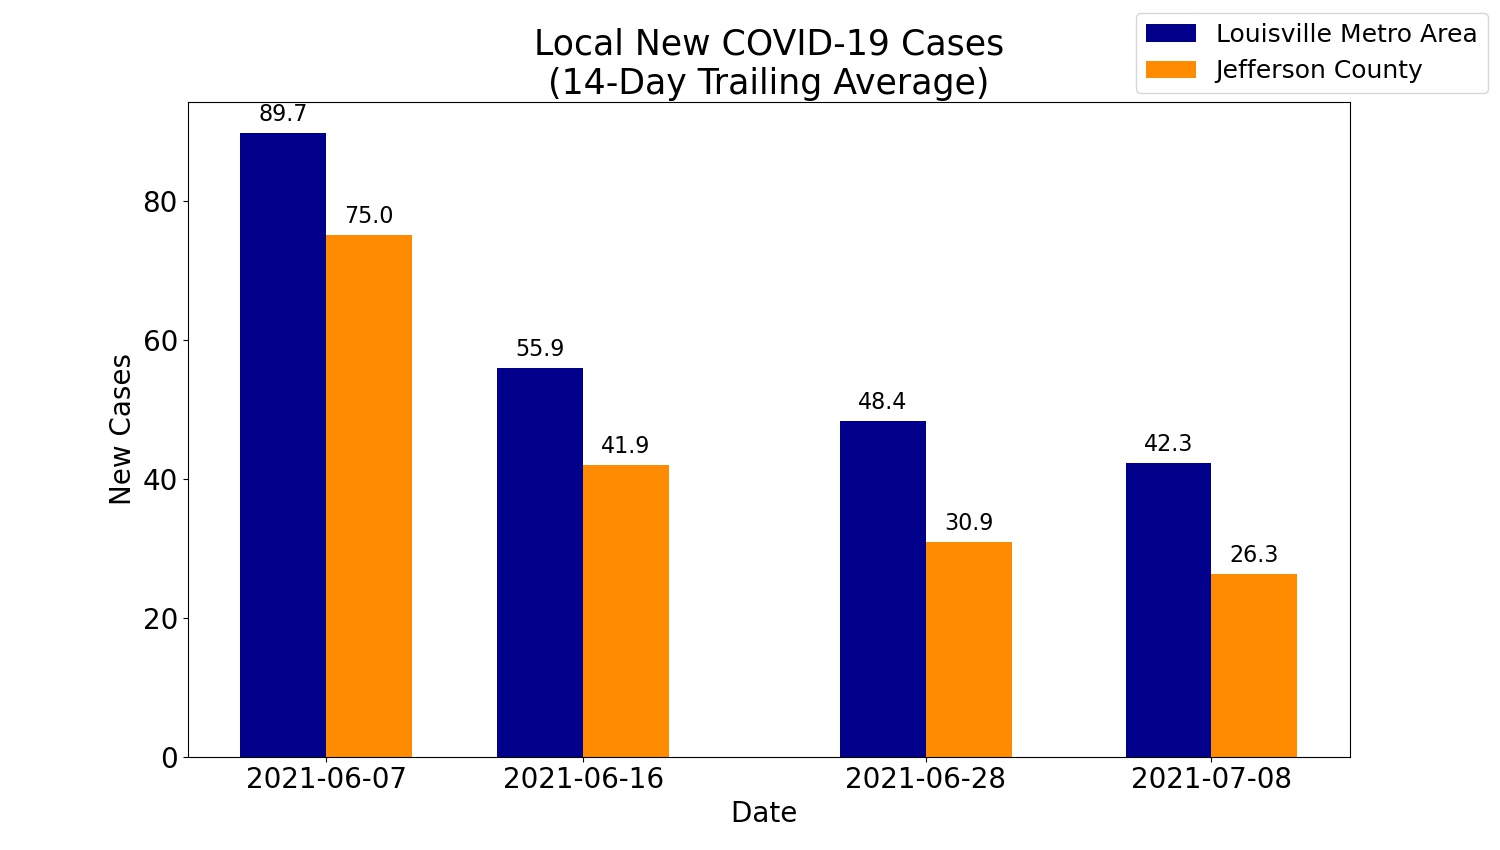 Local New COVID-19 Cases
(14-Day Trailing Average)
Louisville Metro Area
Jefferson County
89.7
75.0
55.9
41.9
48.4
30.9
42.3
26.3
80
60
40
20
0
New Cases
2021-06-07 2021-06-16 2021-06-28 2021-07-08
Date